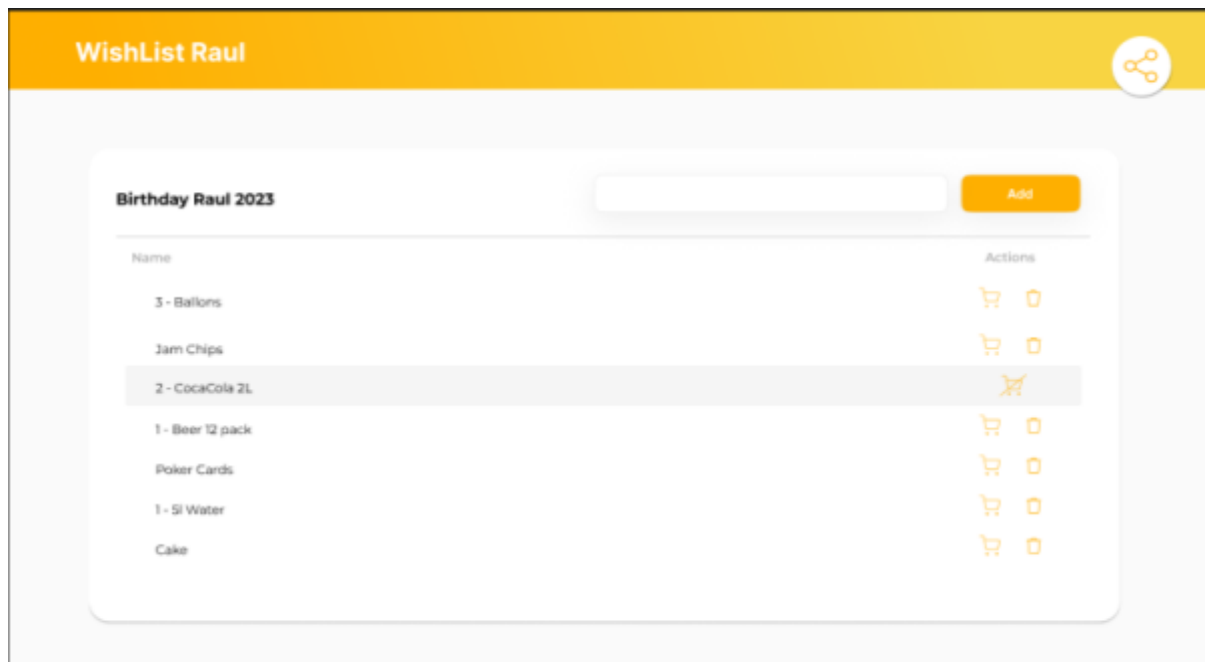 WishList Raul
Birthday Raul 2023
Add
Name Actions
3 - Ballons
Jam Chips
2 - CocaCola 2L
1 - Beer 12 pack
Poker Cards
1 - 5l Water
Cake